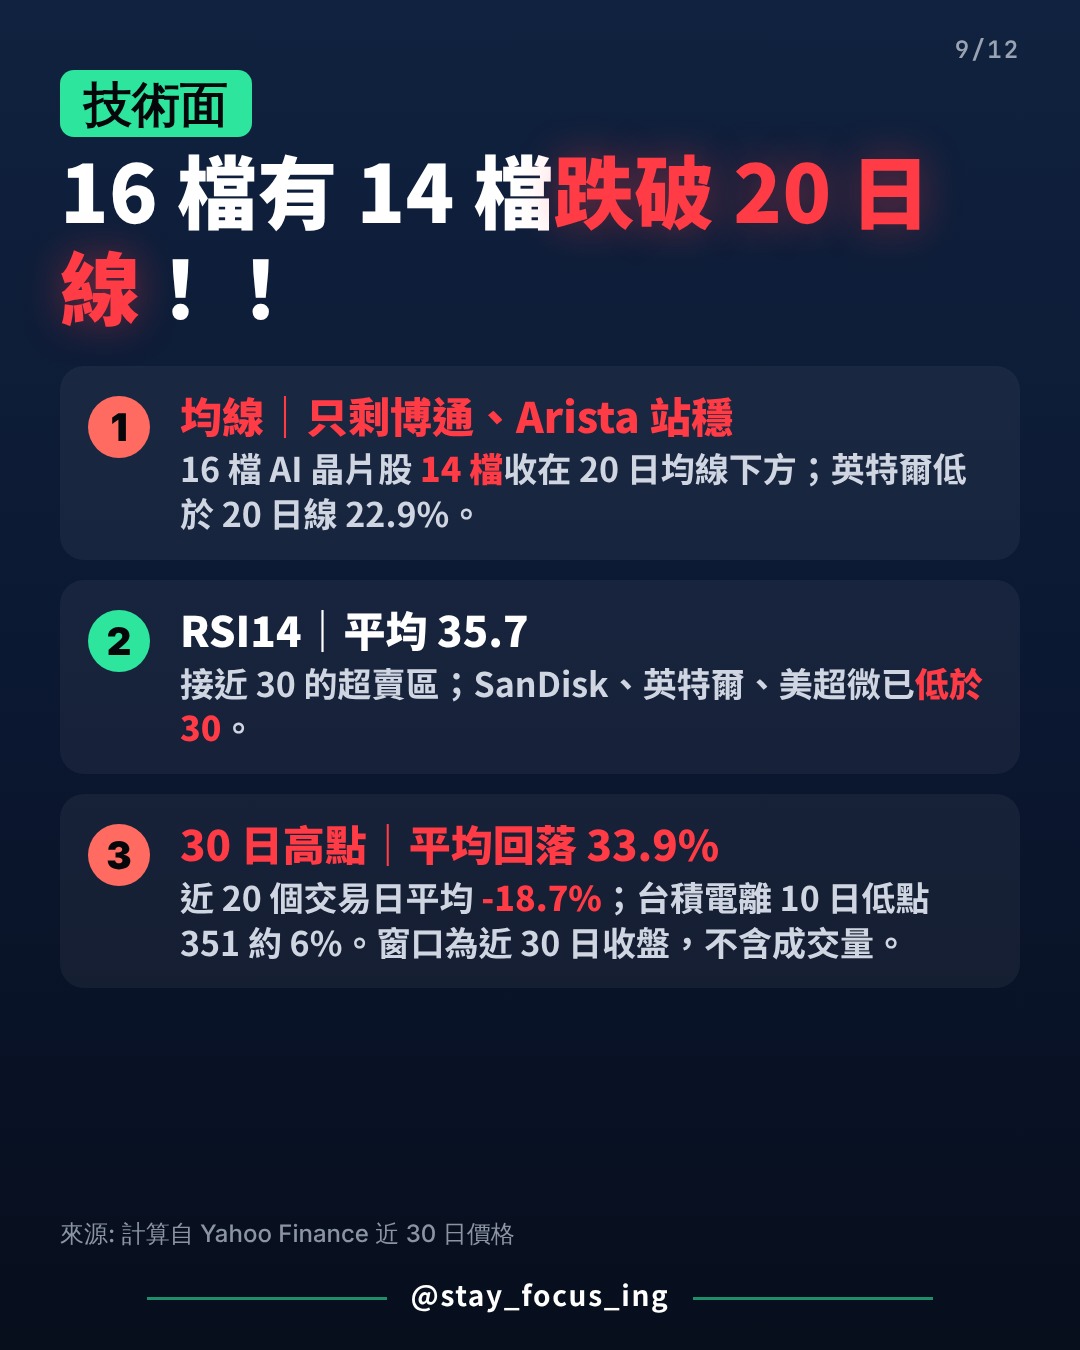 9/12
技術面
16 檔有 14 檔跌破 20 日
線！！
1
均線｜只剩博通、Arista 站穩
16 檔 AI 晶片股 14 檔收在 20 日均線下方；英特爾低
於 20 日線 22.9%。
2
RSI14｜平均 35.7
接近 30 的超賣區；SanDisk、英特爾、美超微已低於
30。
3
30 日高點｜平均回落 33.9%
近 20 個交易日平均 -18.7%；台積電離 10 日低點
351 約 6%。窗口為近 30 日收盤，不含成交量。
來源: 計算自 Yahoo Finance 近 30 日價格
@stay_focus_ing